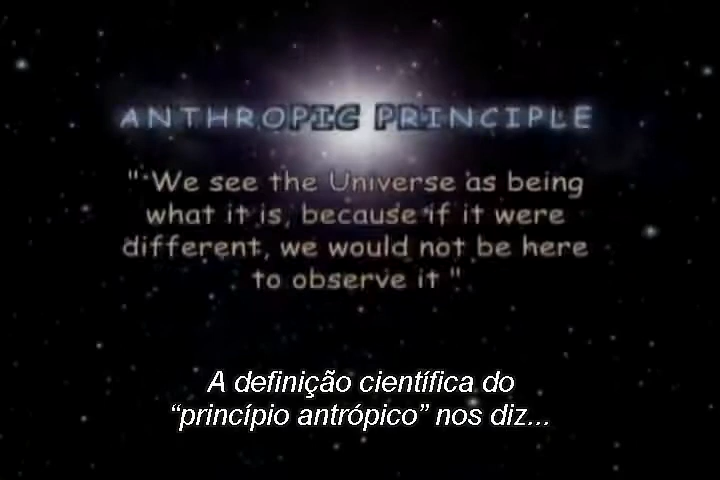 ANTHROPIC PRINCIPLE
"We see the Universe as being
what it is, because if it were
different, we would not be here
to observe it ".
A definição científica do
“princípio antrópico” nos diz...